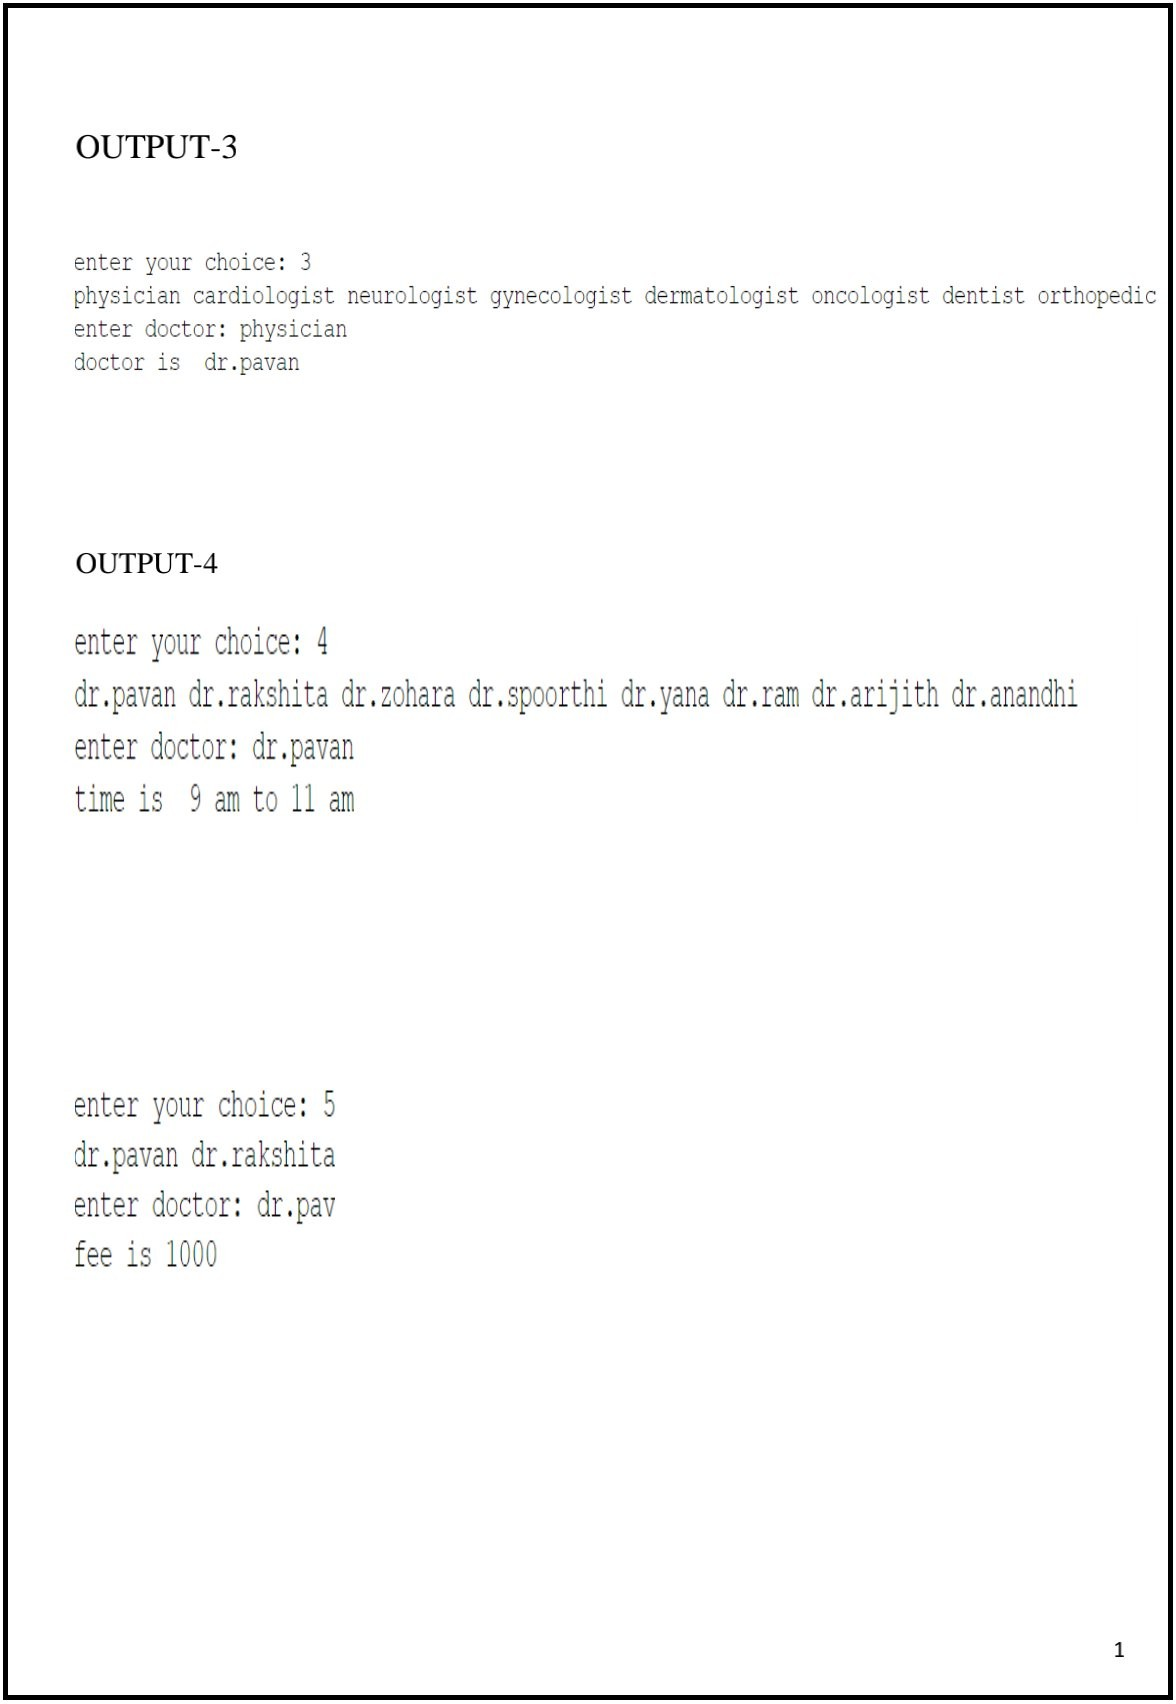 OUTPUT-3
enter your choice: 3
physician cardiologist neurologist gynecologist dermatologist oncologist dentist orthopedic
enter doctor: physician
doctor is  dr.pavan
OUTPUT-4
enter your choice: 4
dr.pavan dr.rakshita dr.zohara dr.spoorthi dr.yana dr.ram dr.arijith dr.anandhi
enter doctor: dr.pavan
time is  9 am to 11 am
enter your choice: 5
dr.pavan dr.rakshita
enter doctor: dr.pav
fee is 1000
1